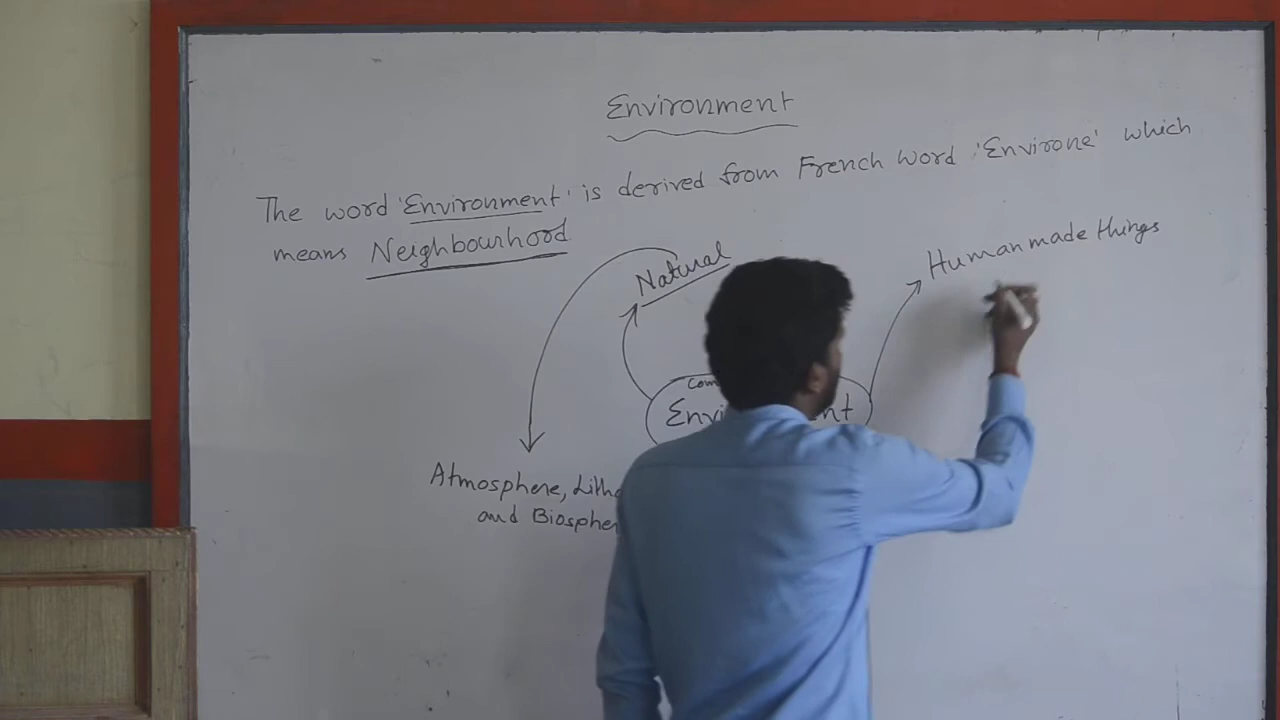 Environment
The word 'Environment' is derived from French word 'Environe' which
means Neighbourhood
Natural
Human made things
Atmosphere,
and